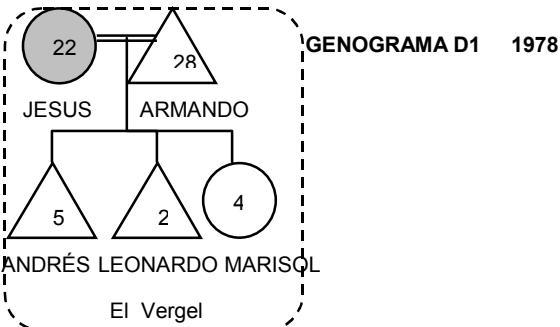 GENOGRAMA D1 1978
22 28
JESUS ARMANDO
5 2 4
ANDRÉS LEONARDO MARISOL
El Vergel